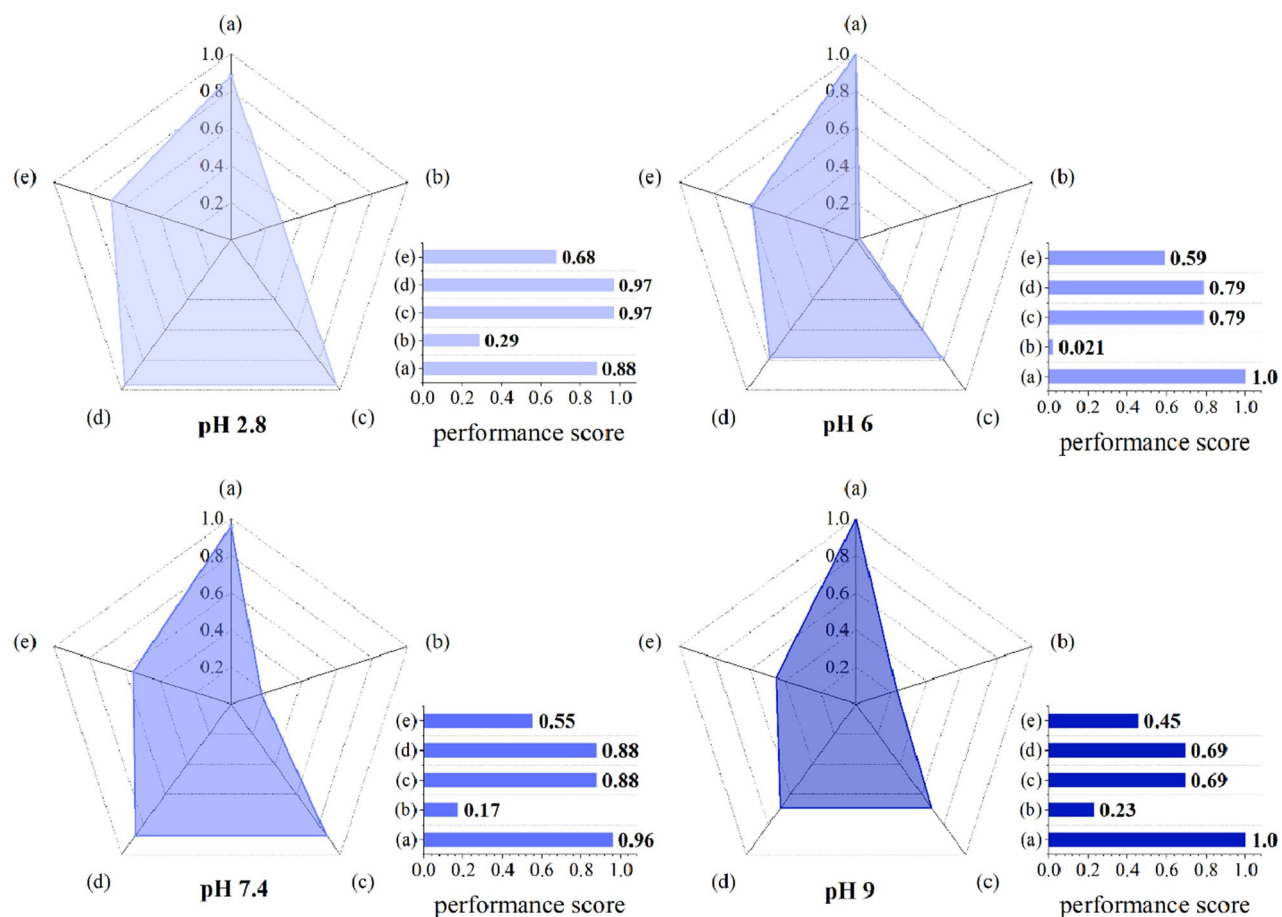 (a)
1.0
0.8
0.6
0.4
0.2
(e)
(b)
(d)
(c)
pH 2.8
(e) 0.68
(d) 0.97
(c) 0.97
(b) 0.29
(a) 0.88
0.0 0.2 0.4 0.6 0.8 1.0
performance score
(a)
1.0
0.8
0.6
0.4
0.2
(e)
(b)
(d)
(c)
pH 6
(e) 0.59
(d) 0.79
(c) 0.79
(b) 0.021
(a) 1.0
0.0 0.2 0.4 0.6 0.8 1.0
performance score
(a)
1.0
0.8
0.6
0.4
0.2
(e)
(b)
(d)
(c)
pH 7.4
(e) 0.55
(d) 0.88
(c) 0.88
(b) 0.17
(a) 0.96
0.0 0.2 0.4 0.6 0.8 1.0
performance score
(a)
1.0
0.8
0.6
0.4
0.2
(e)
(b)
(d)
(c)
pH 9
(e) 0.45
(d) 0.69
(c) 0.69
(b) 0.23
(a) 1.0
0.0 0.2 0.4 0.6 0.8 1.0
performance score